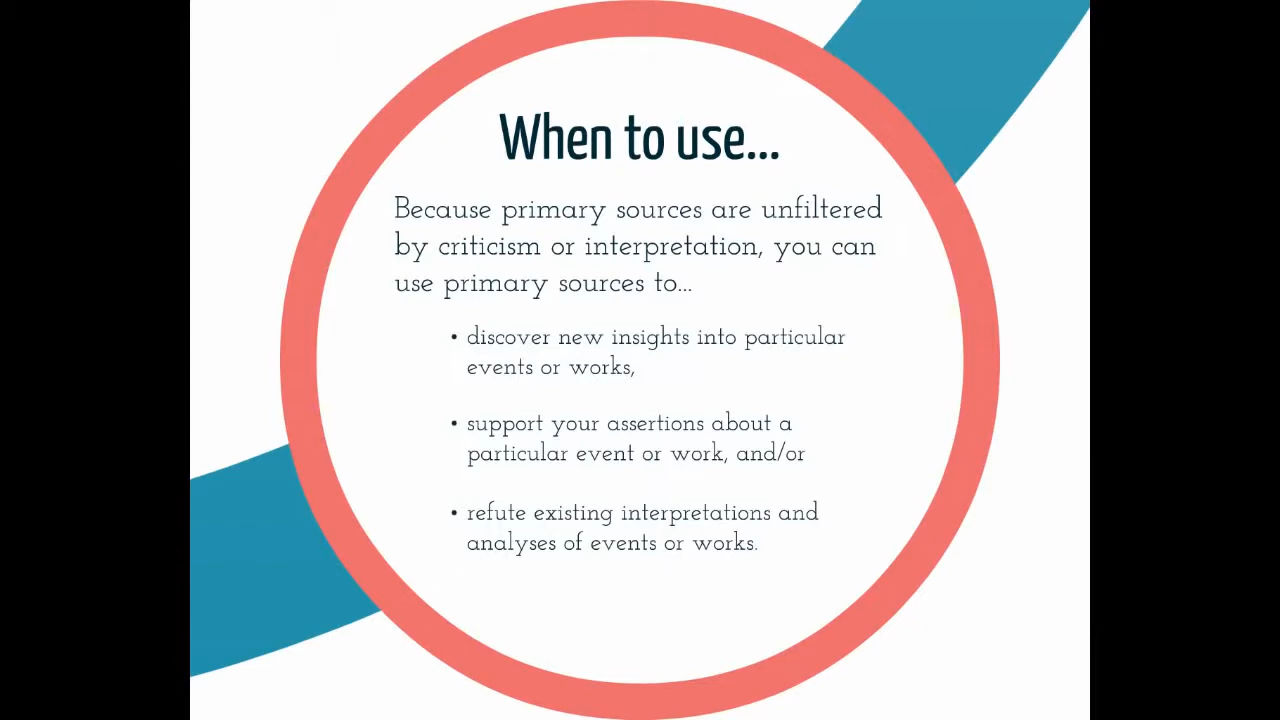 When to use...
Because primary sources are unfiltered
by criticism or interpretation, you can
use primary sources to...
• discover new insights into particular
events or works,
• support your assertions about a
particular event or work, and/or
• refute existing interpretations and
analyses of events or works.